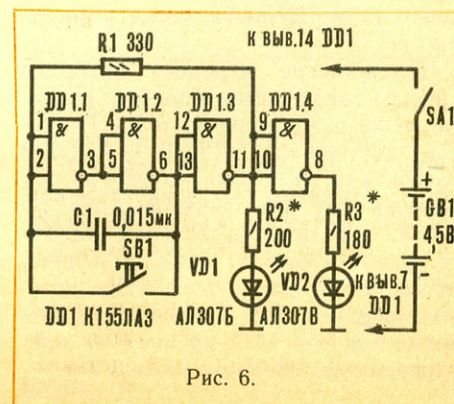 R1 330
к выв.14 DD1
DD1.1 DD1.2 DD1.3 DD1.4
& & & &
1 4 12 9
2 3 5 6 13 11 10 8
SA1
+
GB1
4,5В
-
C1 0,015мк
SB1
R2*
200
R3*
180
VD1
VD2
к выв.7
DD1
DD1 К155ЛА3
АЛ307Б АЛ307В
Рис. 6.